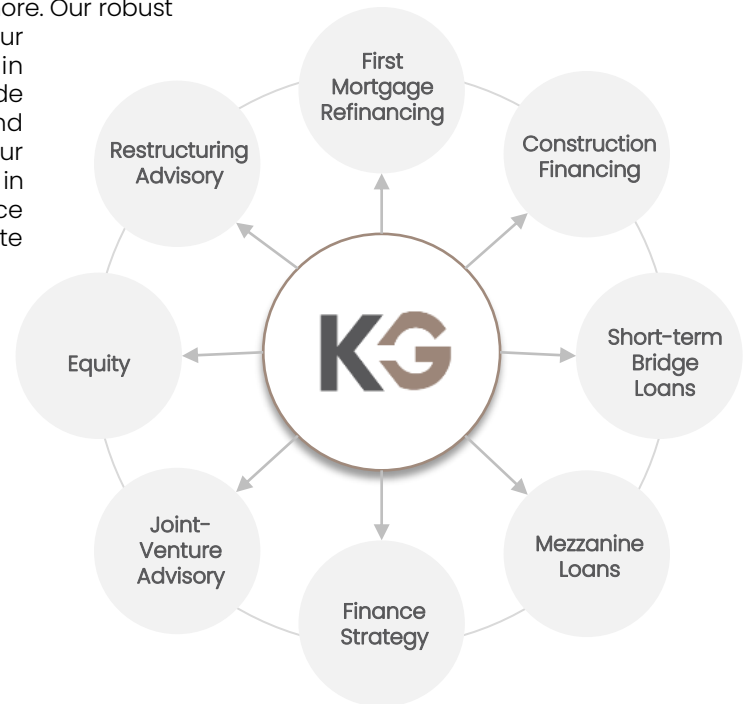 ore. Our robust
ur
in
de
nd
ur
in
ce
te
First
Mortgage
Refinancing
Construction
Financing
Short-term
Bridge
Loans
Mezzanine
Loans
Finance
Strategy
Joint-
Venture
Advisory
Equity
Restructuring
Advisory
KG